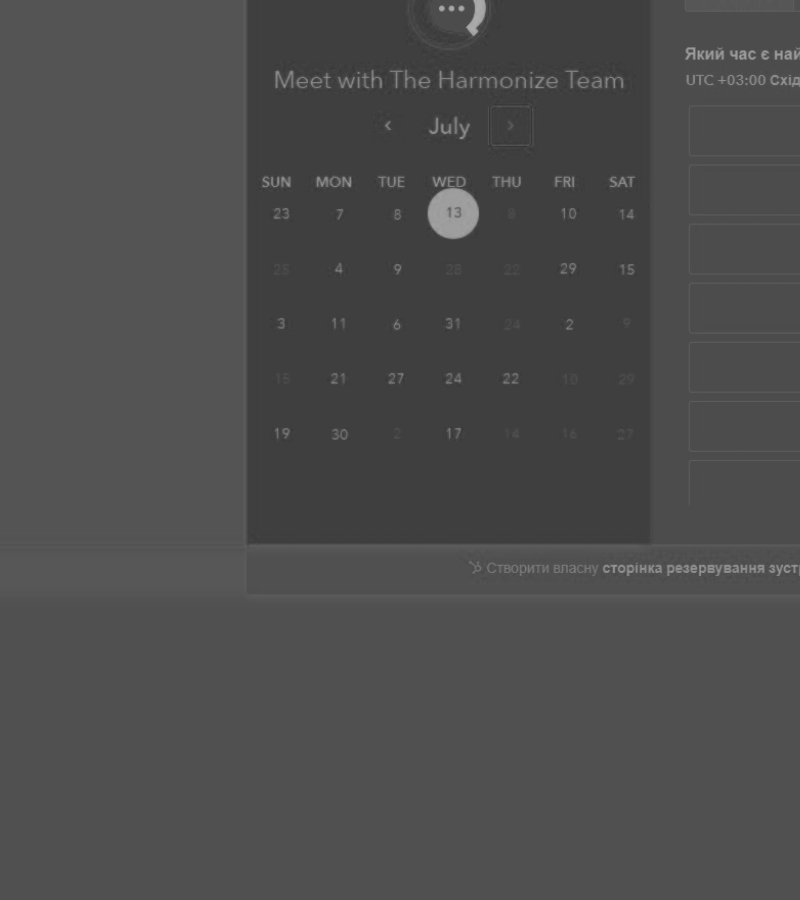 Meet with The Harmonize Team
July
SUN MON TUE WED THU FRI SAT
23 7 8 13 8 10 14
25 4 9 28 22 29 15
3 11 6 31 24 2 9
15 21 27 24 22 10 29
19 30 2 17 14 16 27
Який час є най
UTC +03:00 Схід
Створити власну сторінка резервування зуст